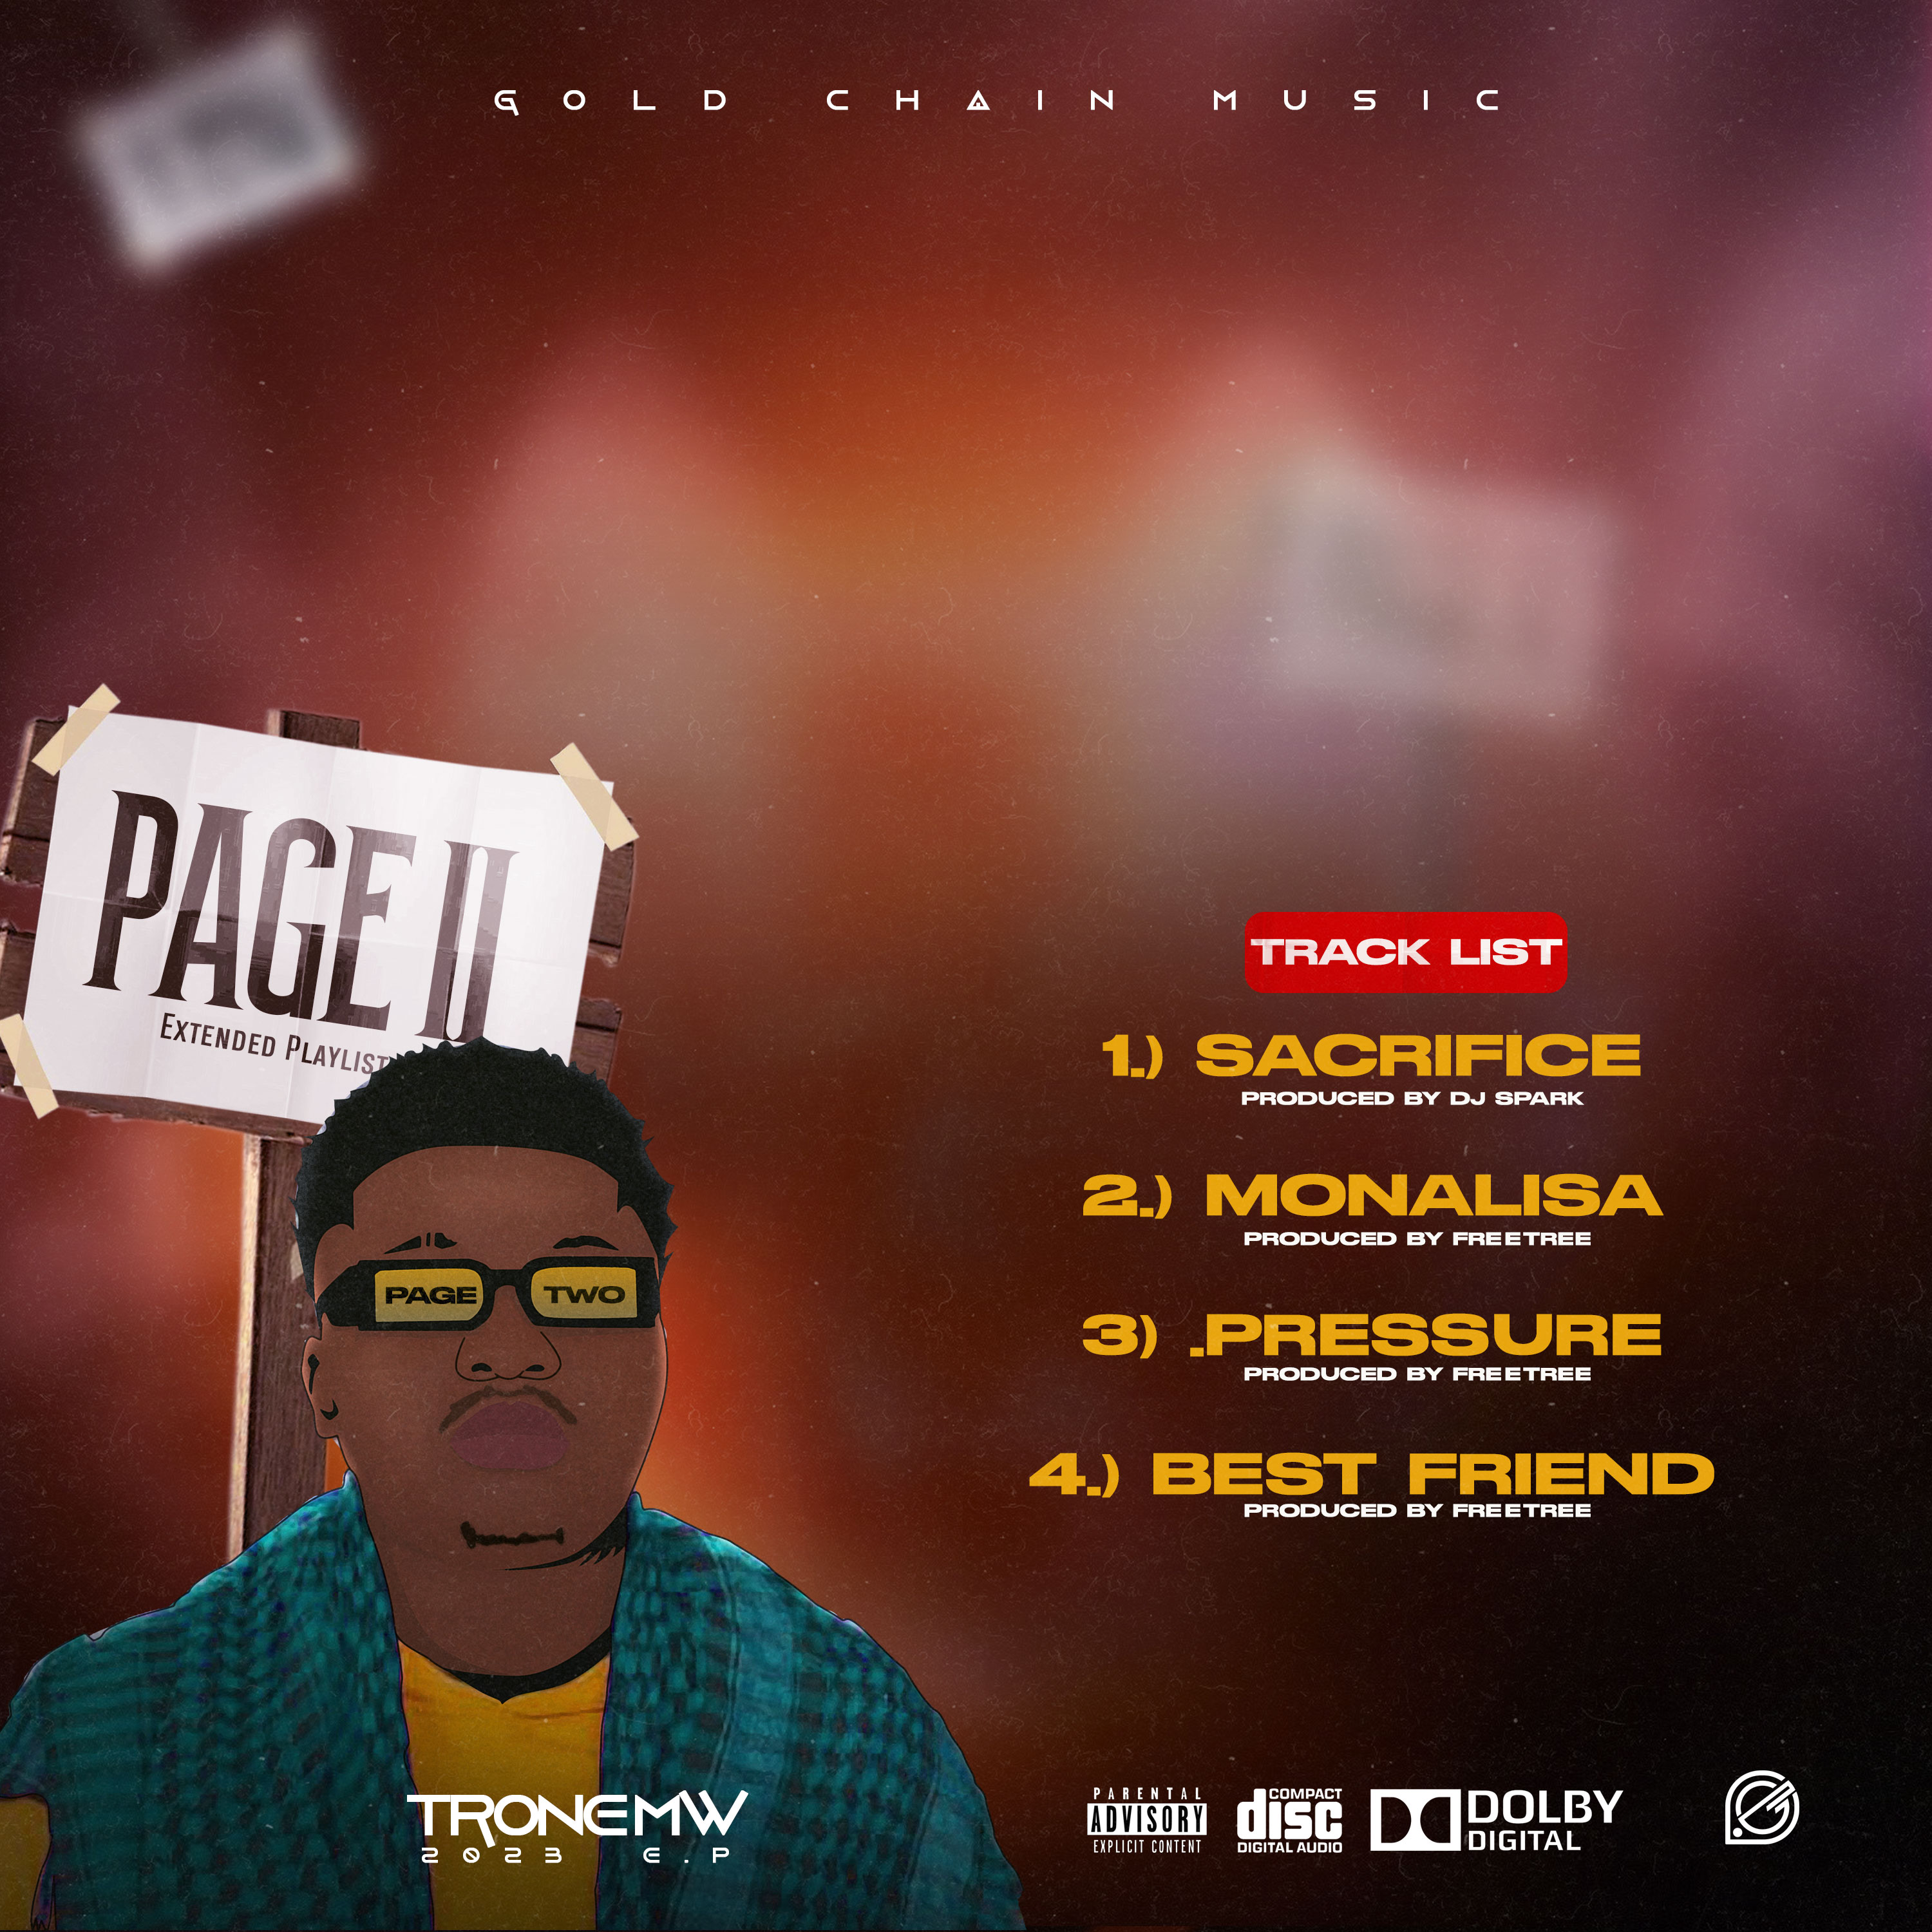 GOLD CHAIN MUSIC
PAGE II
EXTENDED PLAYLIST
PAGE TWO
TRACK LIST
1.) SACRIFICE
PRODUCED BY DJ SPARK
2.) MONALISA
PRODUCED BY FREETREE
3) .PRESSURE
PRODUCED BY FREETREE
4.) BEST FRIEND
PRODUCED BY FREETREE
TRONEMW
2023 E.P
PARENTAL
ADVISORY
EXPLICIT CONTENT
COMPACT
disc
DIGITAL AUDIO
DOLBY
DIGITAL